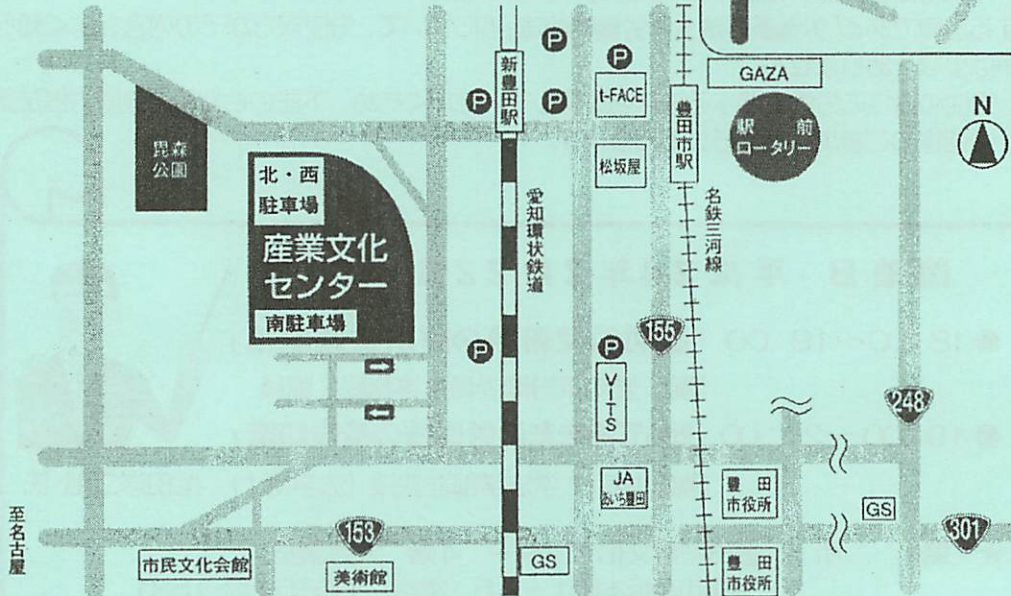 新豊田駅
P
P
P
P
t-FACE
豊田市駅
GAZA
駅前
ロータリー
N
毘森
公園
北・西
駐車場
産業文化
センター
南駐車場
松坂屋
愛知環状鉄道
名鉄三河線
P
P
VITS
155
248
JA
あいち豊田
豊田
市役所
GS
至名古屋
153
市民文化会館
美術館
GS
豊田
市役所
301